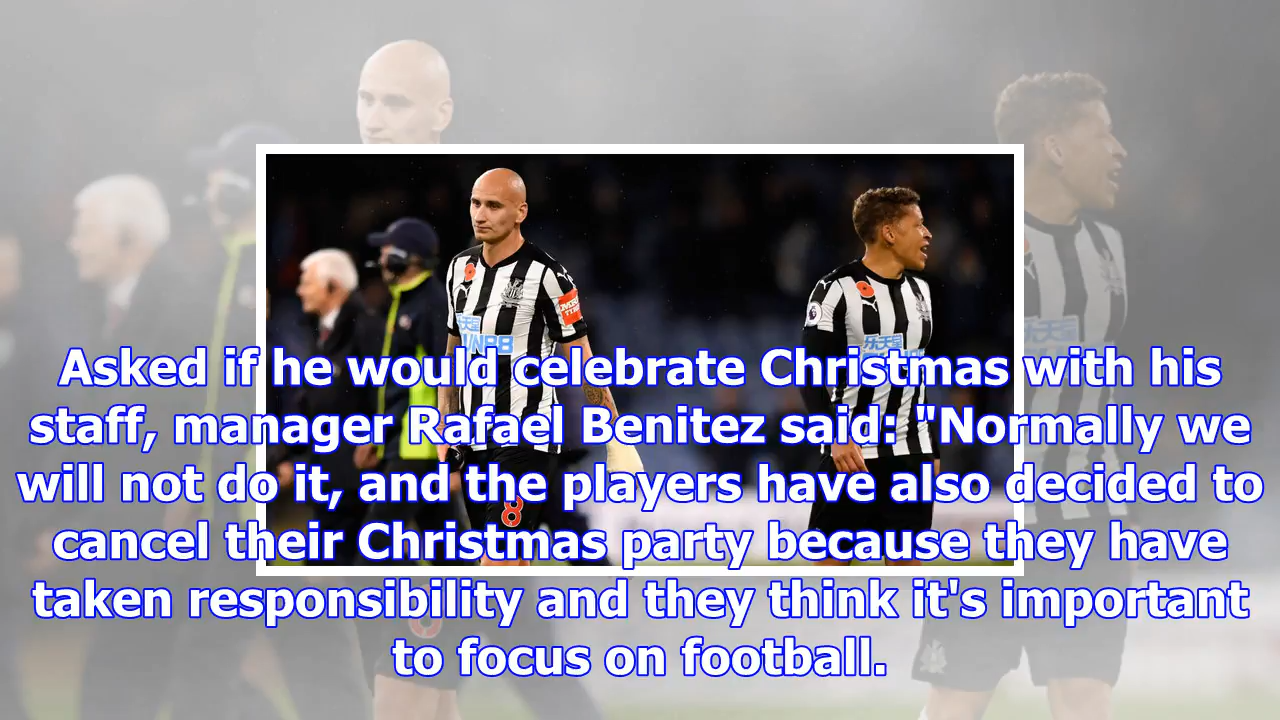 Asked if he would celebrate Christmas with his
staff, manager Rafael Benitez said: "Normally we
will not do it, and the players have also decided to
cancel their Christmas party because they have
taken responsibility and they think it's important
to focus on football.
8